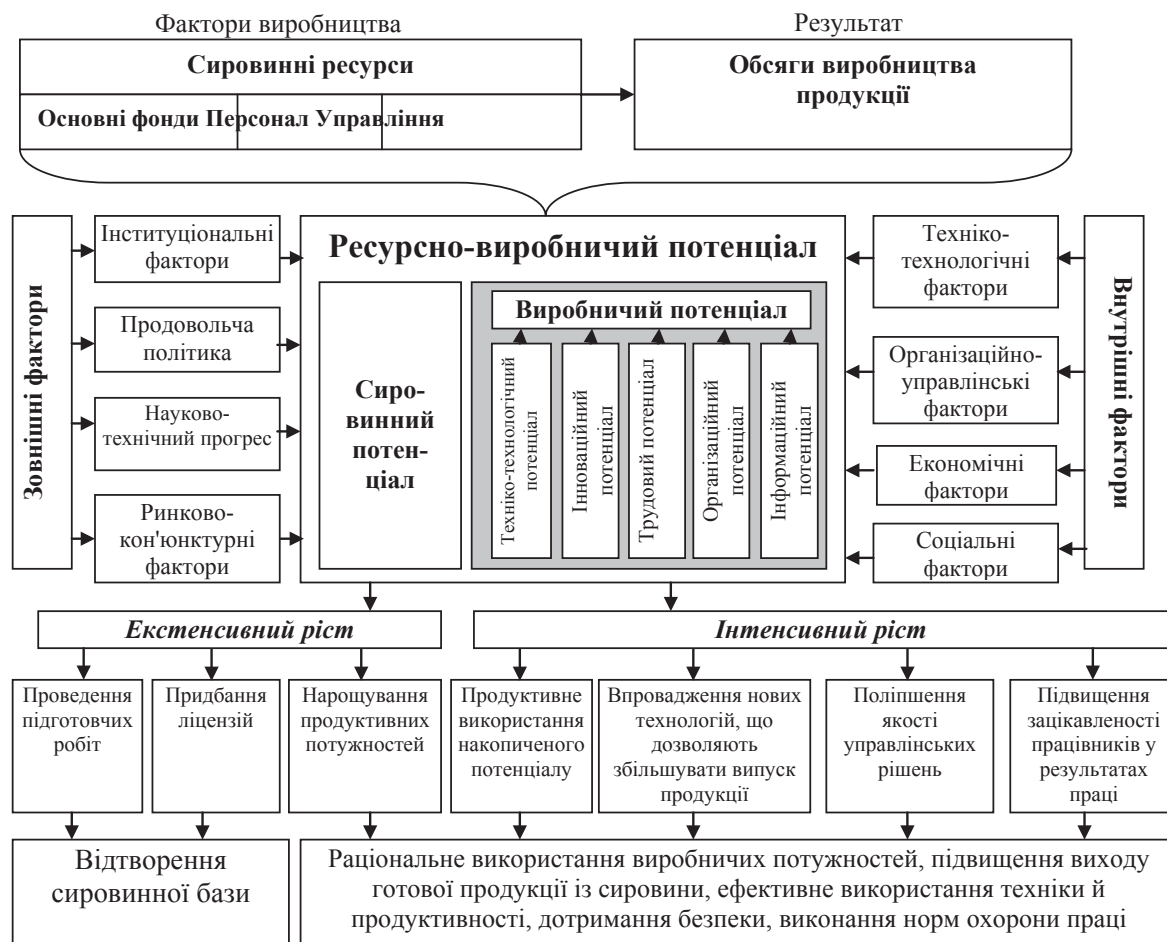 Фактори виробництва
Результат
Сировинні ресурси
Основні фонди Персонал Управління
Обсяги виробництва
продукції
Зовнішні фактори
Інституціональні
фактори
Продовольча
політика
Науково-
технічний прогрес
Ринково-
кон'юнктурні
фактори
Ресурсно-виробничий потенціал
Сиро-
винний
потен-
ціал
Виробничий потенціал
Техніко-технологічний
потенціал
Інноваційний
потенціал
Трудовий потенціал
Організаційний
потенціал
Інформаційний
потенціал
Техніко-
технологічні
фактори
Організаційно-
управлінські
фактори
Економічні
фактори
Соціальні
фактори
Внутрішні фактори
Екстенсивний ріст
Інтенсивний ріст
Проведення
підготовчих
робіт
Придбання
ліцензій
Нарощування
продуктивних
потужностей
Продуктивне
використання
накопиченого
потенціалу
Впровадження нових
технологій, що
дозволяють
збільшувати випуск
продукції
Поліпшення
якості
управлінських
рішень
Підвищення
зацікавленості
працівників у
результатах
праці
Відтворення
сировинної бази
Раціональне використання виробничих потужностей, підвищення виходу
готової продукції із сировини, ефективне використання техніки й
продуктивності, дотримання безпеки, виконання норм охорони праці